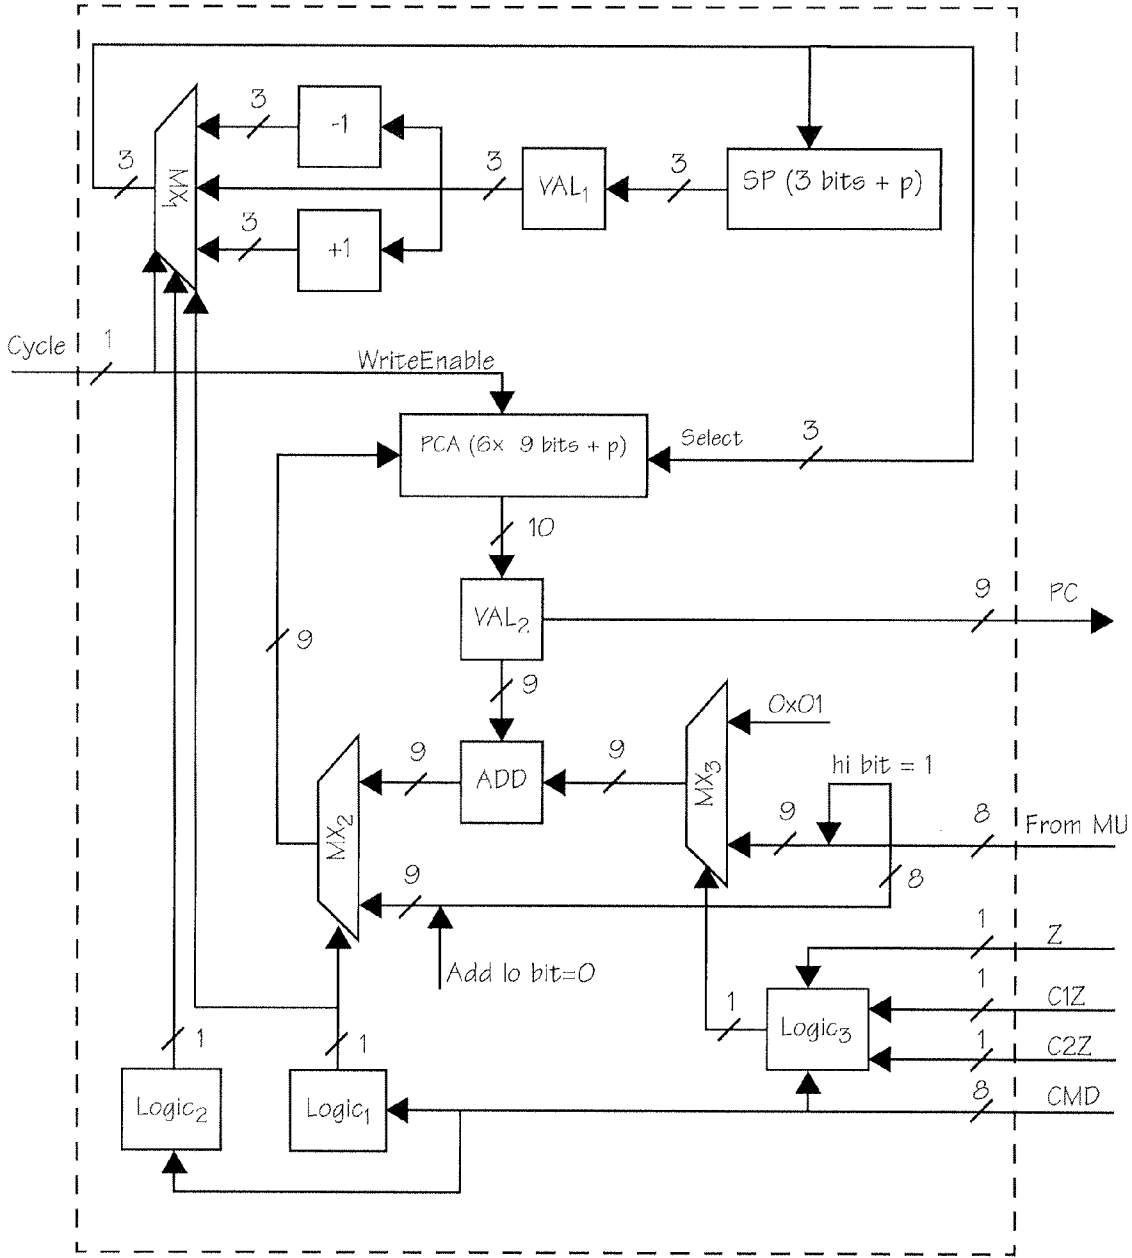 3
-1
3
MX1
3
VAL1
3
3
SP (3 bits + p)
3
+1
Cycle
1
WriteEnable
PCA (6x 9 bits + p)
Select
3
10
VAL2
9
PC
9
9
0x01
hi bit = 1
MX2
9
ADD
9
MX3
9
8
From MU
9
8
Add lo bit=0
1
Z
1
C1Z
1
Logic3
1
C2Z
1
1
Logic2
Logic1
8
CMD